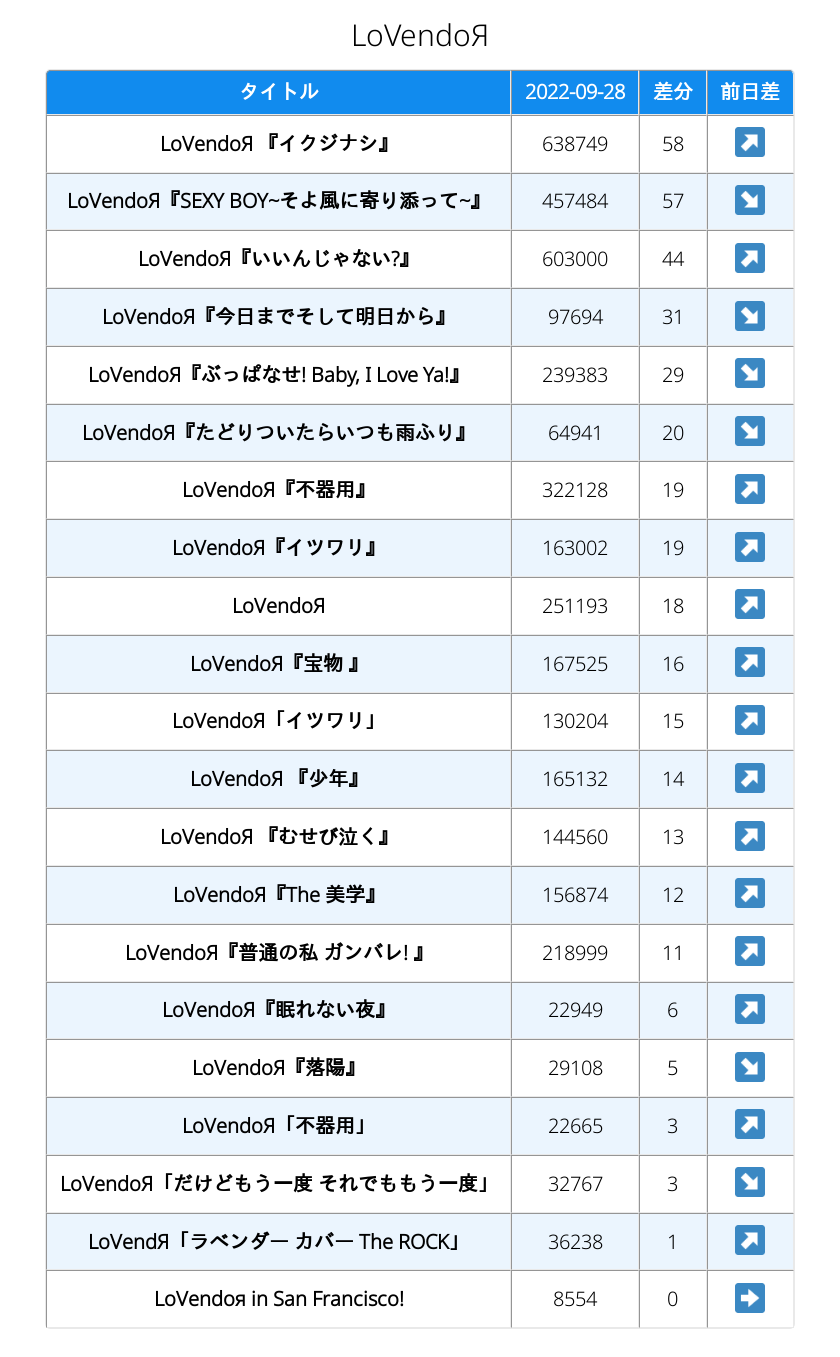 LoVendoЯ
タイトル 2022-09-28 差分 前日差
LoVendoЯ 『イクジナシ』 638749 58
LoVendoЯ『SEXY BOY~そよ風に寄り添って~』 457484 57
LoVendoЯ『いいんじゃない?』 603000 44
LoVendoЯ『今日までそして明日から』 97694 31
LoVendoЯ『ぶっぱなせ! Baby, I Love Ya!』 239383 29
LoVendoЯ『たどりついたらいつも雨ふり』 64941 20
LoVendoЯ『不器用』 322128 19
LoVendoЯ『イツワリ』 163002 19
LoVendoЯ 251193 18
LoVendoЯ『宝物 』 167525 16
LoVendoЯ「イツワリ」 130204 15
LoVendoЯ 『少年』 165132 14
LoVendoЯ 『むせび泣く』 144560 13
LoVendoЯ『The 美学』 156874 12
LoVendoЯ『普通の私 ガンバレ! 』 218999 11
LoVendoЯ『眠れない夜』 22949 6
LoVendoЯ『落陽』 29108 5
LoVendoЯ「不器用」 22665 3
LoVendoЯ「だけどもう一度 それでももう一度」 32767 3
LoVendЯ「ラベンダー カバー The ROCK」 36238 1
LoVendoя in San Francisco! 8554 0